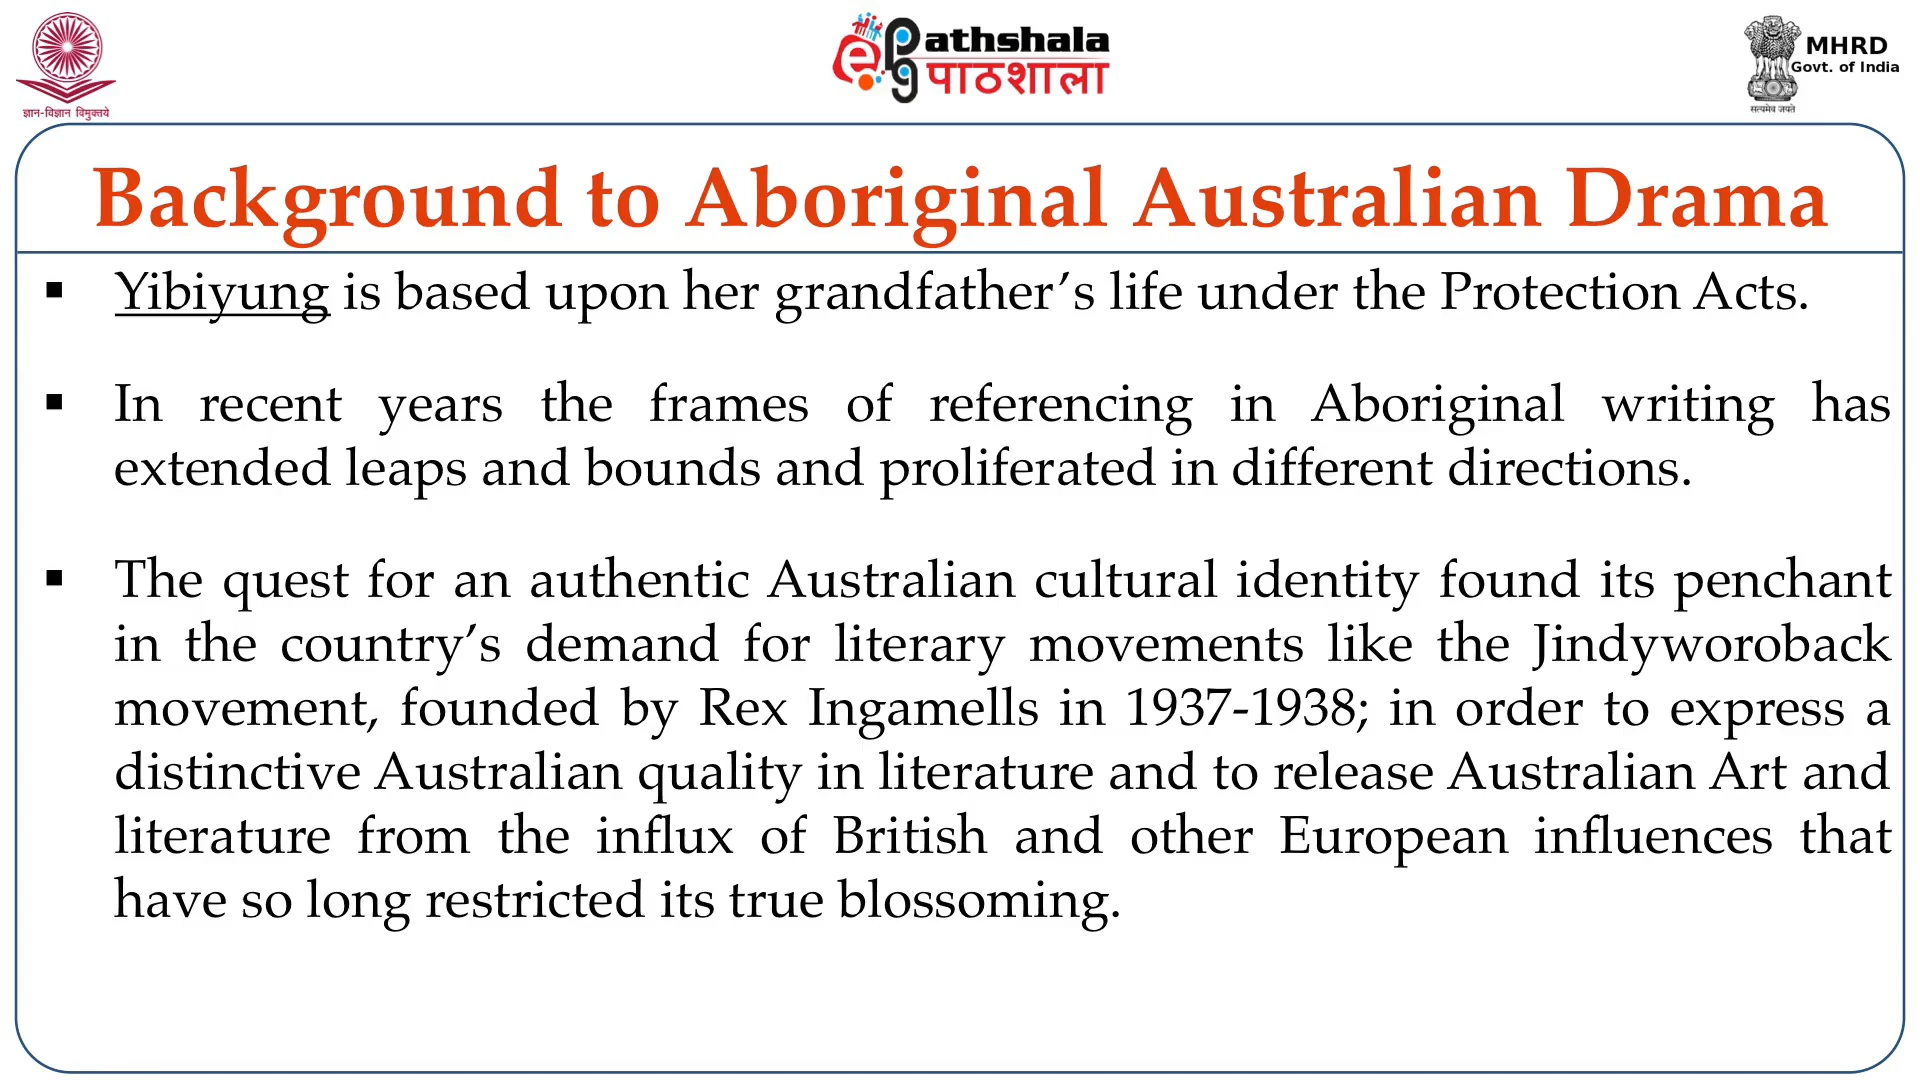 ज्ञान-विज्ञान विमुक्तये
e
pg
athshala
पाठशाला
MHRD
Govt. of India
सत्यमेव जयते
Background to Aboriginal Australian Drama
▪ Yibiyung is based upon her grandfather’s life under the Protection Acts.
▪ In recent years the frames of referencing in Aboriginal writing has
extended leaps and bounds and proliferated in different directions.
▪ The quest for an authentic Australian cultural identity found its penchant
in the country’s demand for literary movements like the Jindyworoback
movement, founded by Rex Ingamells in 1937-1938; in order to express a
distinctive Australian quality in literature and to release Australian Art and
literature from the influx of British and other European influences that
have so long restricted its true blossoming.